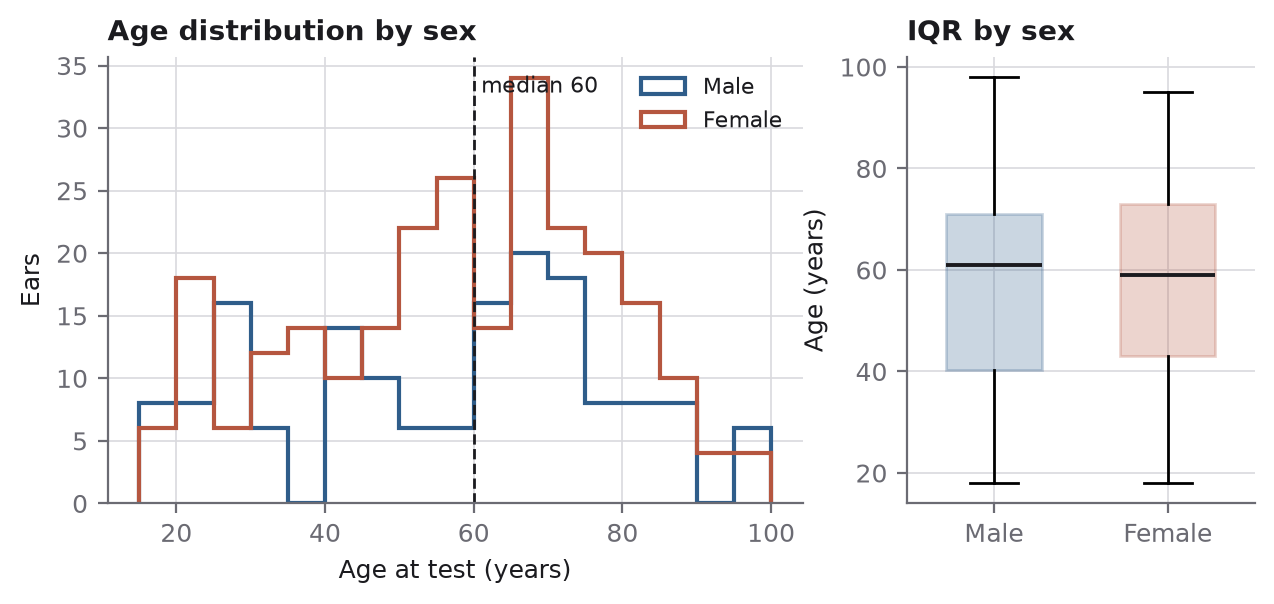 Age distribution by sex
35
30
25
20
15
10
5
0
Ears
median 60
Male
Female
20 40 60 80 100
Age at test (years)
IQR by sex
100
80
60
40
20
Age (years)
Male Female